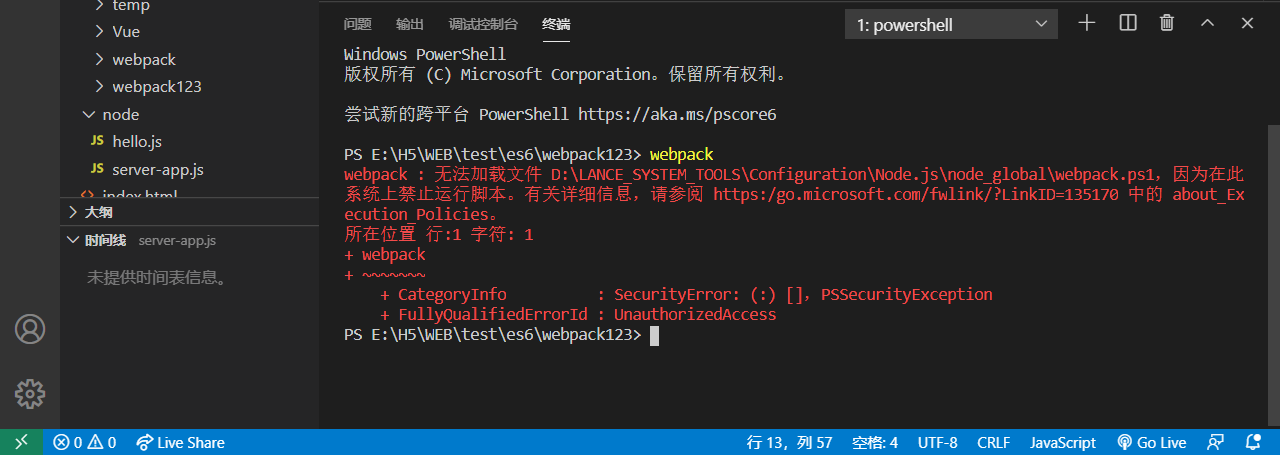 temp
Vue
webpack
webpack123
node
JS hello.js
JS server-app.js
<> index.html
大纲
时间线 server-app.js
未提供时间表信息。
问题 输出 调试控制台 终端 1: powershell
Windows PowerShell
版权所有 (C) Microsoft Corporation。保留所有权利。
尝试新的跨平台 PowerShell https://aka.ms/pscore6
PS E:\H5\WEB\test\es6\webpack123> webpack
webpack : 无法加载文件 D:\LANCE_SYSTEM_TOOLS\Configuration\Node.js\node_global\webpack.ps1，因为在此
系统上禁止运行脚本。有关详细信息，请参阅 https:/go.microsoft.com/fwlink/?LinkID=135170 中的 about_Ex
ecution_Policies。
所在位置 行:1 字符: 1
+ webpack
+ ~~~~~~~
+ CategoryInfo          : SecurityError: (:) []，PSSecurityException
+ FullyQualifiedErrorId : UnauthorizedAccess
PS E:\H5\WEB\test\es6\webpack123>
0 0 Live Share 行 13，列 57 空格: 4 UTF-8 CRLF JavaScript Go Live